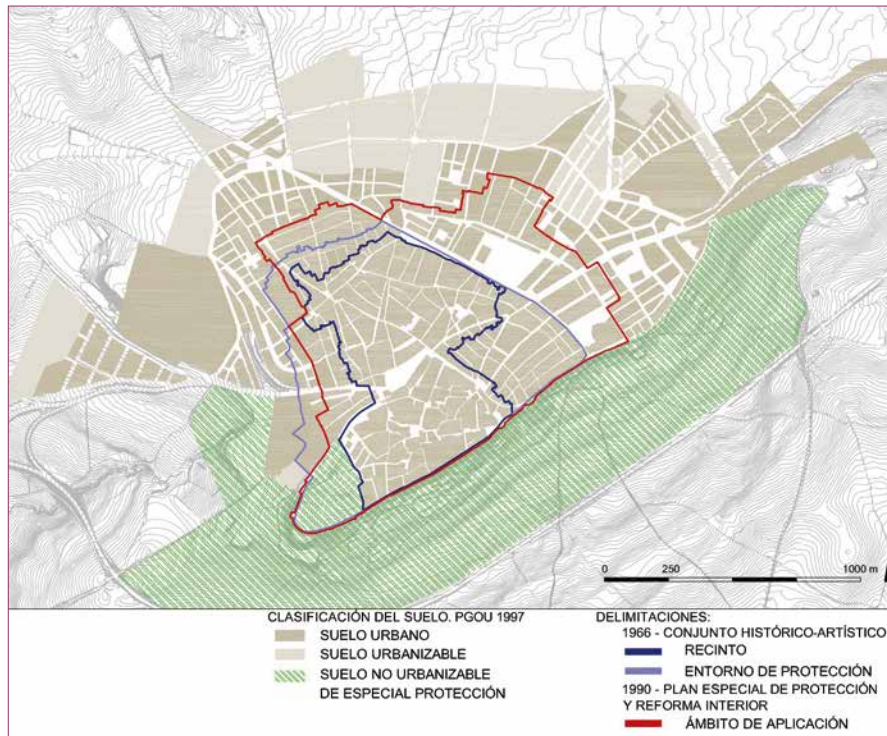 0 250 1000 m
CLASIFICACIÓN DEL SUELO. PGOU 1997
SUELO URBANO
SUELO URBANIZABLE
SUELO NO URBANIZABLE
DE ESPECIAL PROTECCIÓN
DELIMITACIONES:
1966 - CONJUNTO HISTÓRICO-ARTÍSTICO
RECINTO
ENTORNO DE PROTECCIÓN
1990 - PLAN ESPECIAL DE PROTECCIÓN
Y REFORMA INTERIOR
ÁMBITO DE APLICACIÓN